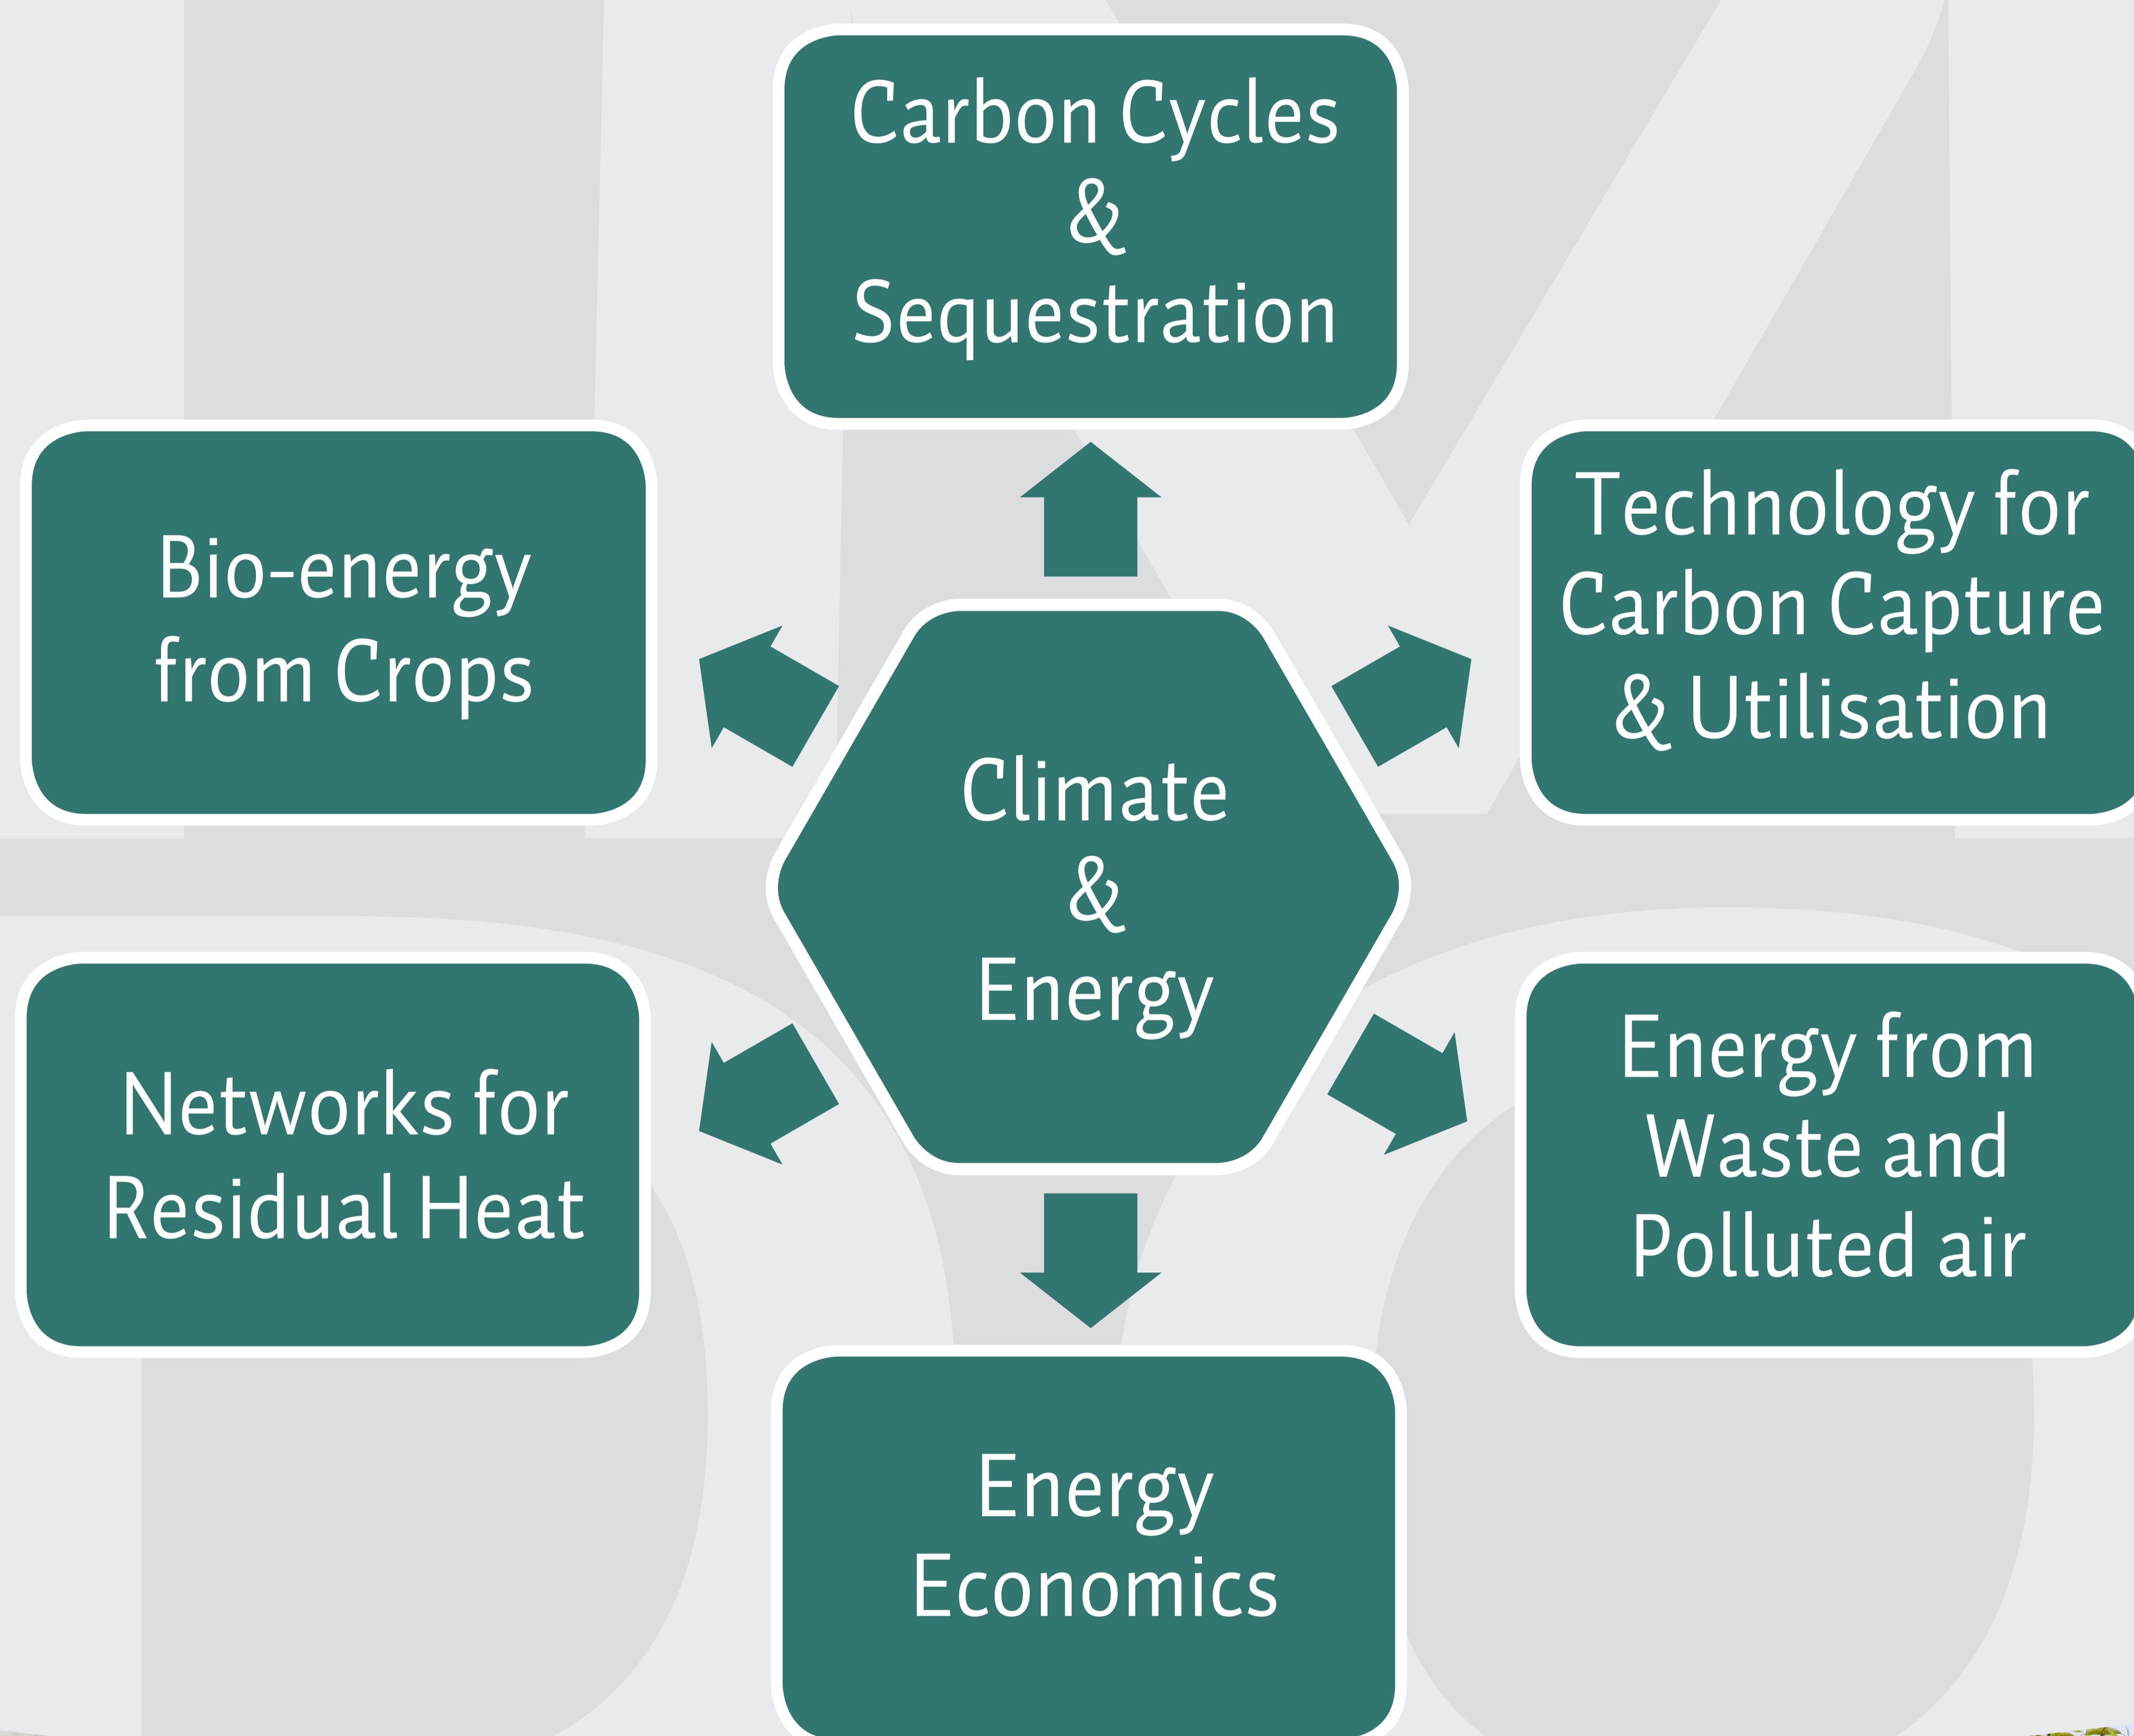 Carbon Cycles
&
Sequestration
Bio-energy
from Crops
Technology for
Carbon Capture
& Utilisation
Climate
&
Energy
Networks for
Residual Heat
Energy from
Waste and
Polluted air
Energy
Economics